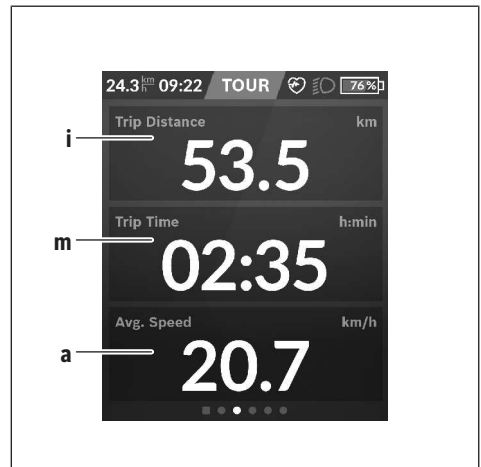 24.3 km/h 09:22 TOUR 76%
Trip Distance km
i
53.5
Trip Time h:min
m
02:35
Avg. Speed km/h
a
20.7